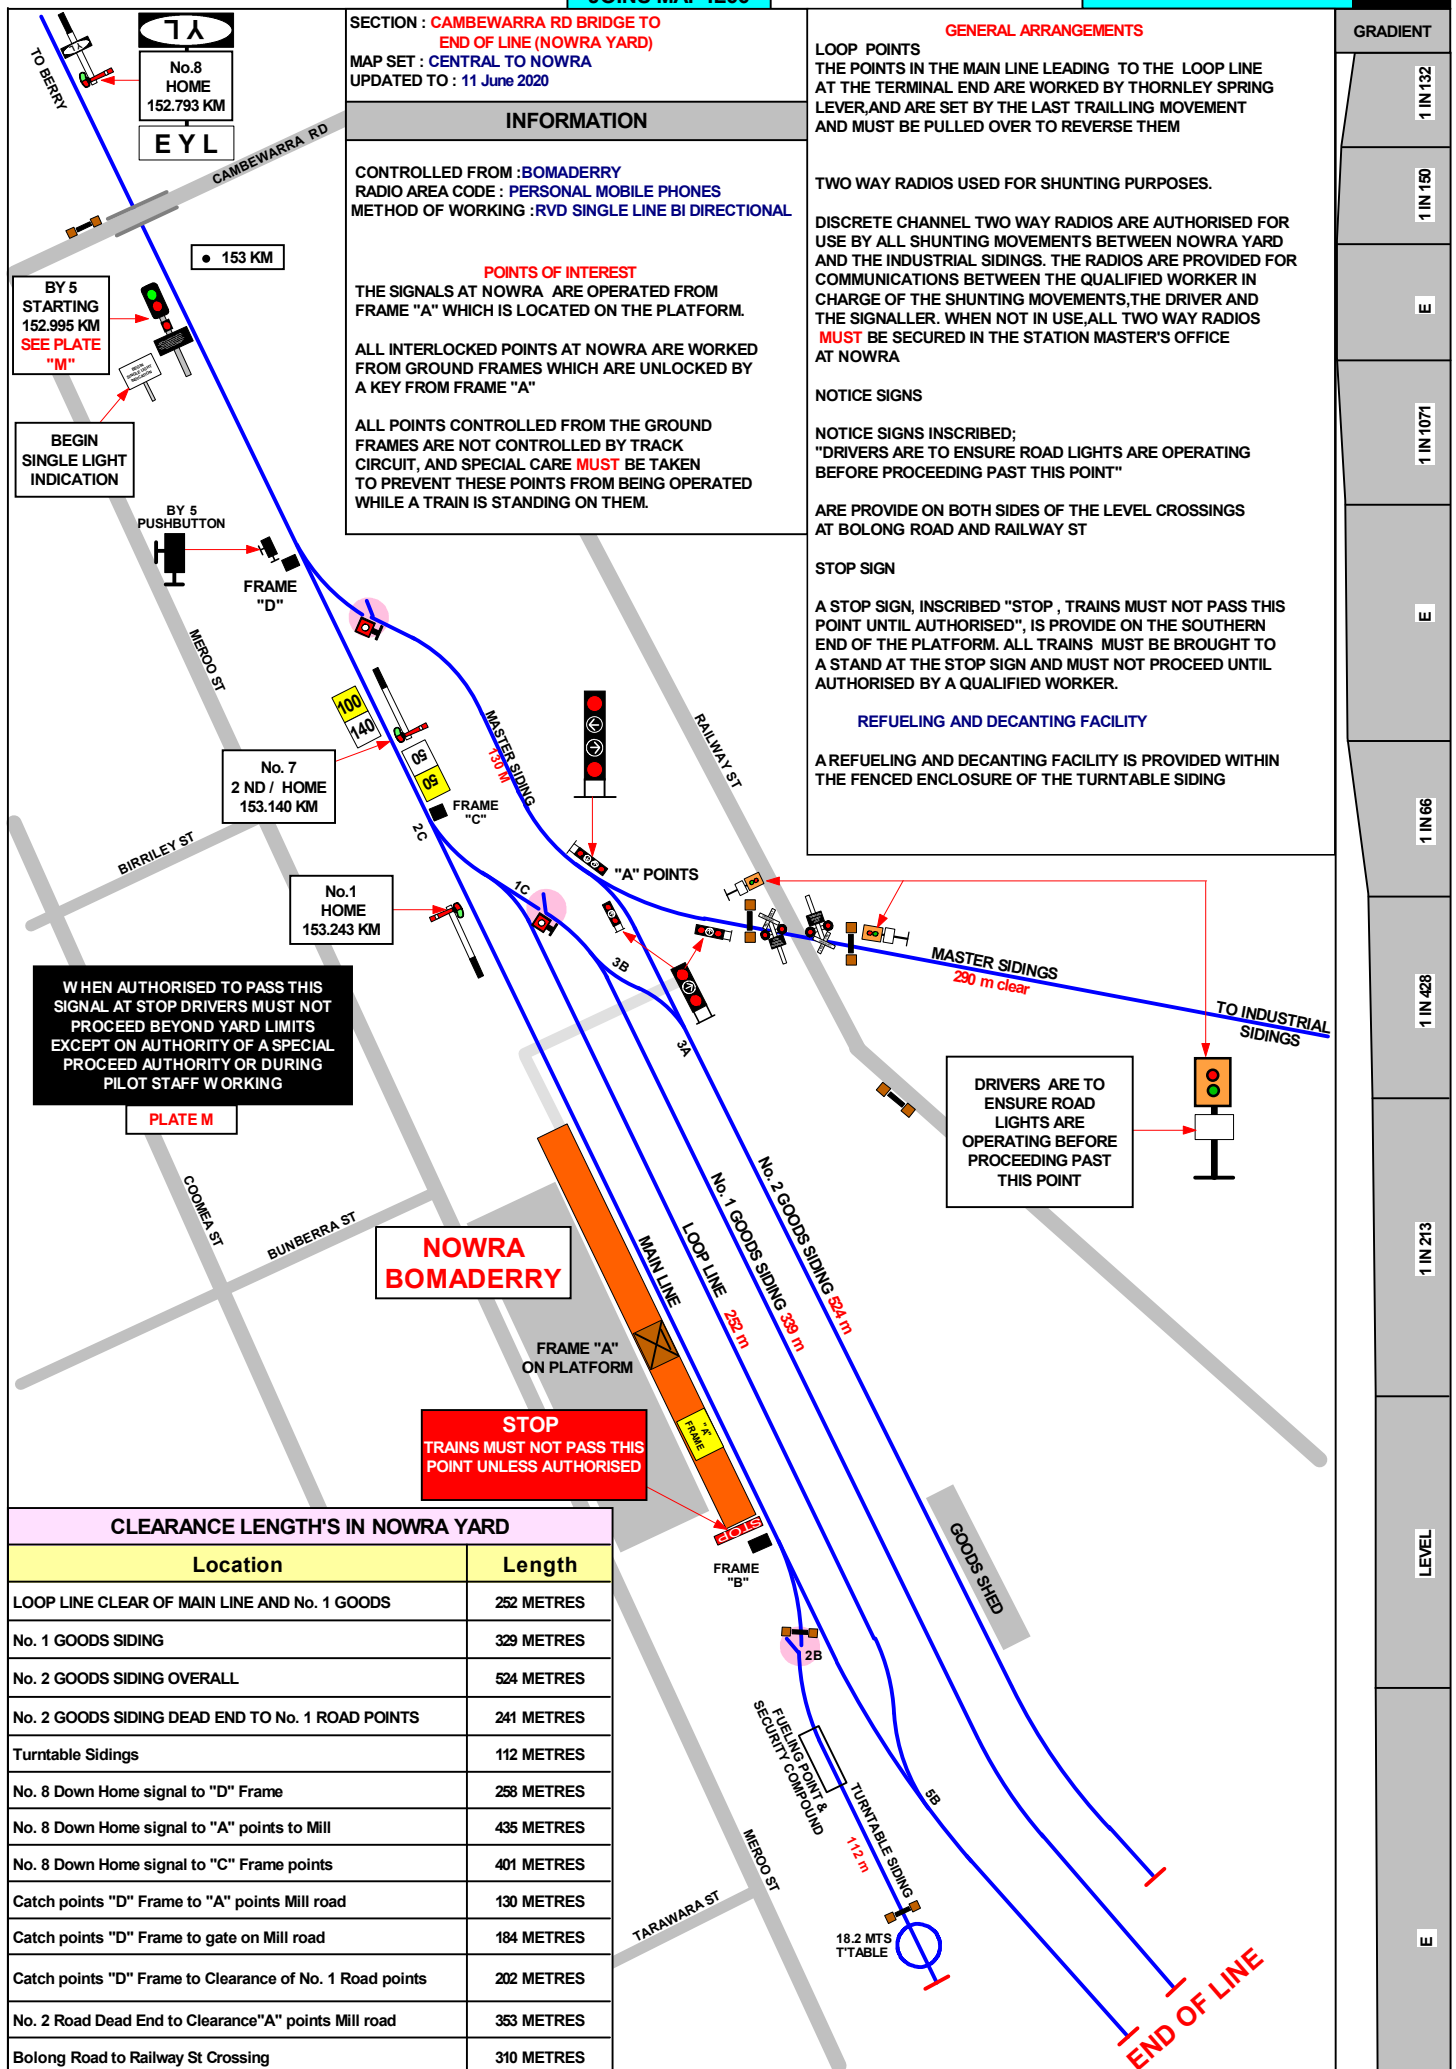 JOINS MAP 1236
SECTION : CAMBEWARRA RD BRIDGE TO
END OF LINE (NOWRA YARD)
MAP SET : CENTRAL TO NOWRA
UPDATED TO : 11 June 2020
INFORMATION
CONTROLLED FROM :BOMADERRY
RADIO AREA CODE : PERSONAL MOBILE PHONES
METHOD OF WORKING :RVD SINGLE LINE BI DIRECTIONAL
POINTS OF INTEREST
THE SIGNALS AT NOWRA ARE OPERATED FROM
FRAME "A" WHICH IS LOCATED ON THE PLATFORM.
ALL INTERLOCKED POINTS AT NOWRA ARE WORKED
FROM GROUND FRAMES WHICH ARE UNLOCKED BY
A KEY FROM FRAME "A"
ALL POINTS CONTROLLED FROM THE GROUND
FRAMES ARE NOT CONTROLLED BY TRACK
CIRCUIT, AND SPECIAL CARE MUST BE TAKEN
TO PREVENT THESE POINTS FROM BEING OPERATED
WHILE A TRAIN IS STANDING ON THEM.
GENERAL ARRANGEMENTS
LOOP POINTS
THE POINTS IN THE MAIN LINE LEADING TO THE LOOP LINE
AT THE TERMINAL END ARE WORKED BY THORNLEY SPRING
LEVER,AND ARE SET BY THE LAST TRAILLING MOVEMENT
AND MUST BE PULLED OVER TO REVERSE THEM
TWO WAY RADIOS USED FOR SHUNTING PURPOSES.
DISCRETE CHANNEL TWO WAY RADIOS ARE AUTHORISED FOR
USE BY ALL SHUNTING MOVEMENTS BETWEEN NOWRA YARD
AND THE INDUSTRIAL SIDINGS. THE RADIOS ARE PROVIDED FOR
COMMUNICATIONS BETWEEN THE QUALIFIED WORKER IN
CHARGE OF THE SHUNTING MOVEMENTS,THE DRIVER AND
THE SIGNALLER. WHEN NOT IN USE,ALL TWO WAY RADIOS
MUST BE SECURED IN THE STATION MASTER'S OFFICE
AT NOWRA
NOTICE SIGNS
NOTICE SIGNS INSCRIBED;
"DRIVERS ARE TO ENSURE ROAD LIGHTS ARE OPERATING
BEFORE PROCEEDING PAST THIS POINT"
ARE PROVIDE ON BOTH SIDES OF THE LEVEL CROSSINGS
AT BOLONG ROAD AND RAILWAY ST
STOP SIGN
A STOP SIGN, INSCRIBED "STOP , TRAINS MUST NOT PASS THIS
POINT UNTIL AUTHORISED", IS PROVIDE ON THE SOUTHERN
END OF THE PLATFORM. ALL TRAINS MUST BE BROUGHT TO
A STAND AT THE STOP SIGN AND MUST NOT PROCEED UNTIL
AUTHORISED BY A QUALIFIED WORKER.
REFUELING AND DECANTING FACILITY
A REFUELING AND DECANTING FACILITY IS PROVIDED WITHIN
THE FENCED ENCLOSURE OF THE TURNTABLE SIDING
GRADIENT
1 IN 132
1 IN 150
E
1 IN 1071
E
1 IN 66
1 IN 428
1 IN 213
LEVEL
E
TO BERRY
YL
YL
No.8
HOME
152.793 KM
E Y L
CAMBEWARRA RD
153 KM
BY 5
STARTING
152.995 KM
SEE PLATE
"M"
BEGIN
SINGLE LIGHT
INDICATION
BEGIN
SINGLE LIGHT
INDICATION
BY 5
PUSHBUTTON
FRAME
"D"
MEROO ST
100
140
50
50
No. 7
2 ND / HOME
153.140 KM
FRAME
"C"
2C
MASTER SIDING
130 M
RAILWAY ST
BIRRILEY ST
No.1
HOME
153.243 KM
1C
3B
3A
"A" POINTS
MASTER SIDINGS
290 m clear
TO INDUSTRIAL
SIDINGS
WHEN AUTHORISED TO PASS THIS
SIGNAL AT STOP DRIVERS MUST NOT
PROCEED BEYOND YARD LIMITS
EXCEPT ON AUTHORITY OF A SPECIAL
PROCEED AUTHORITY OR DURING
PILOT STAFF WORKING
PLATE M
DRIVERS ARE TO
ENSURE ROAD
LIGHTS ARE
OPERATING BEFORE
PROCEEDING PAST
THIS POINT
COOMEA ST
BUNBERRA ST
NOWRA
BOMADERRY
MAIN LINE
LOOP LINE 252 m
No. 1 GOODS SIDING 339 m
No. 2 GOODS SIDING 524 m
FRAME "A"
ON PLATFORM
"A"
FRAME
STOP
TRAINS MUST NOT PASS THIS
POINT UNLESS AUTHORISED
STOP
FRAME
"B"
GOODS SHED
2B
FUELING POINT &
SECURITY COMPOUND
TURNTABLE SIDING
112 m
5B
MEROO ST
TARAWARA ST
18.2 MTS
T'TABLE
END OF LINE
CLEARANCE LENGTH'S IN NOWRA YARD
Location Length
LOOP LINE CLEAR OF MAIN LINE AND No. 1 GOODS 252 METRES
No. 1 GOODS SIDING 329 METRES
No. 2 GOODS SIDING OVERALL 524 METRES
No. 2 GOODS SIDING DEAD END TO No. 1 ROAD POINTS 241 METRES
Turntable Sidings 112 METRES
No. 8 Down Home signal to "D" Frame 258 METRES
No. 8 Down Home signal to "A" points to Mill 435 METRES
No. 8 Down Home signal to "C" Frame points 401 METRES
Catch points "D" Frame to "A" points Mill road 130 METRES
Catch points "D" Frame to gate on Mill road 184 METRES
Catch points "D" Frame to Clearance of No. 1 Road points 202 METRES
No. 2 Road Dead End to Clearance"A" points Mill road 353 METRES
Bolong Road to Railway St Crossing 310 METRES